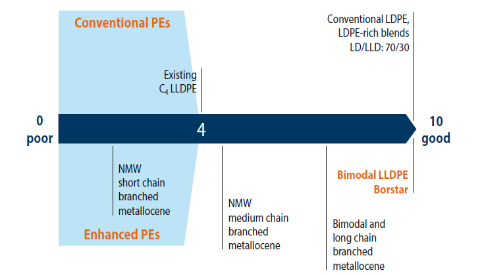 Conventional PEs
Conventional LDPE,
LDPE-rich blends
LD/LLD: 70/30
Existing
C₄ LLDPE
0
poor
4
10
good
NMW
short chain
branched
metallocene
NMW
medium chain
branched
metallocene
Bimodal and
long chain
branched
metallocene
Bimodal LLDPE
Borstar
Enhanced PEs